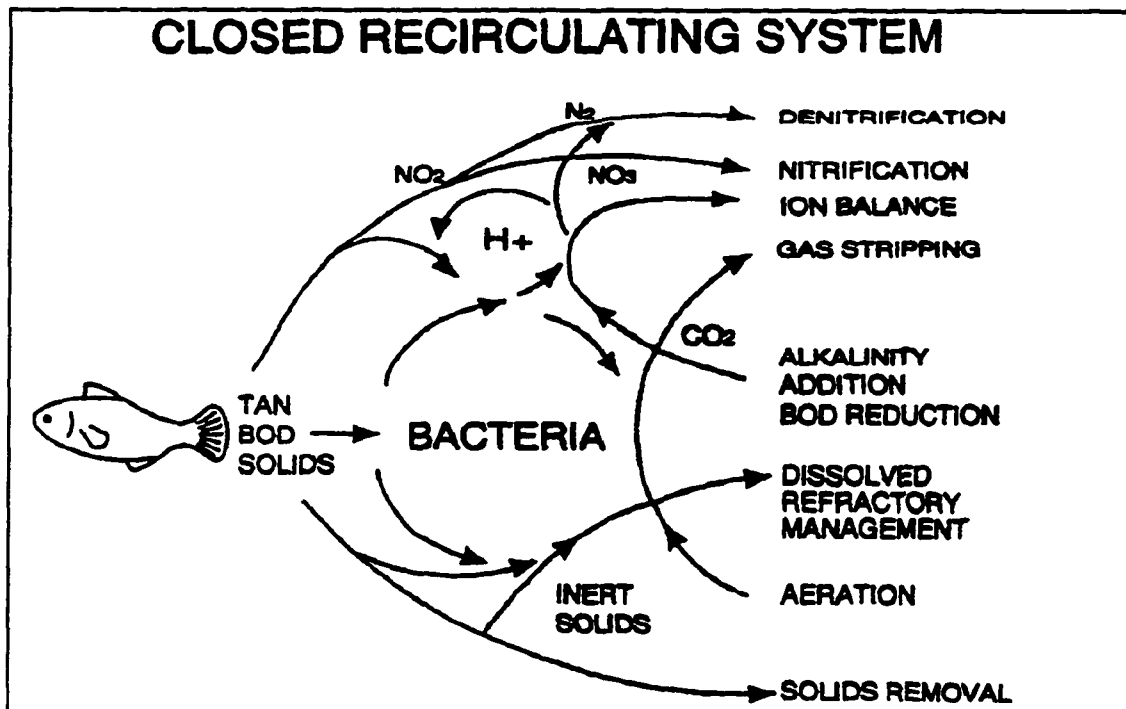 CLOSED RECIRCULATING SYSTEM
N₂
DENITRIFICATION
NO₂
NO₃
NITRIFICATION
ION BALANCE
H+
GAS STRIPPING
CO₂
ALKALINITY
ADDITION
BOD REDUCTION
TAN
BOD
SOLIDS
BACTERIA
DISSOLVED
REFRACTORY
MANAGEMENT
INERT
SOLIDS
AERATION
SOLIDS REMOVAL